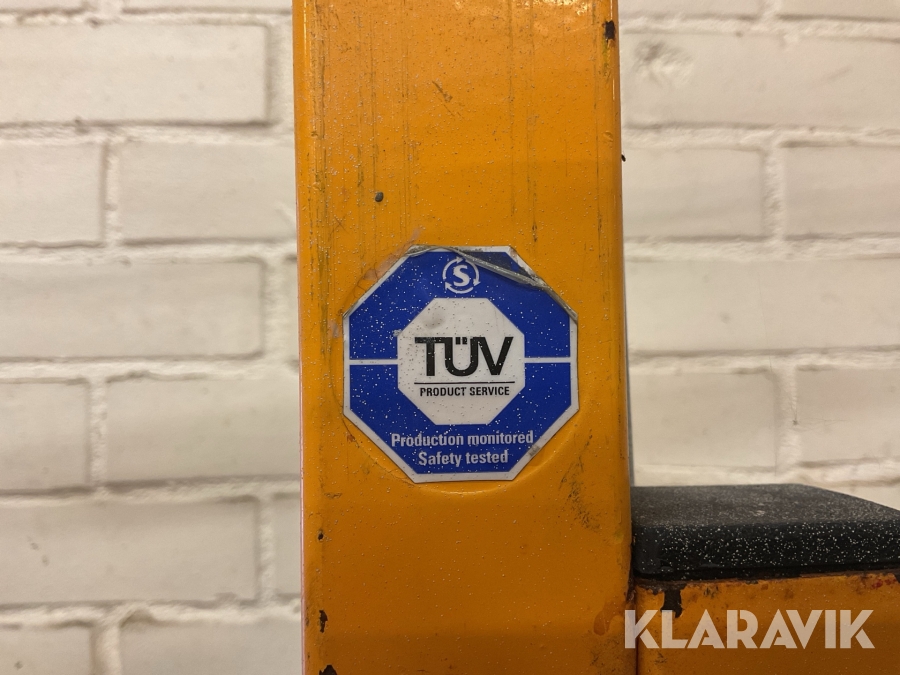 S
TÜV
PRODUCT SERVICE
Production monitored
Safety tested
KLARAVIK